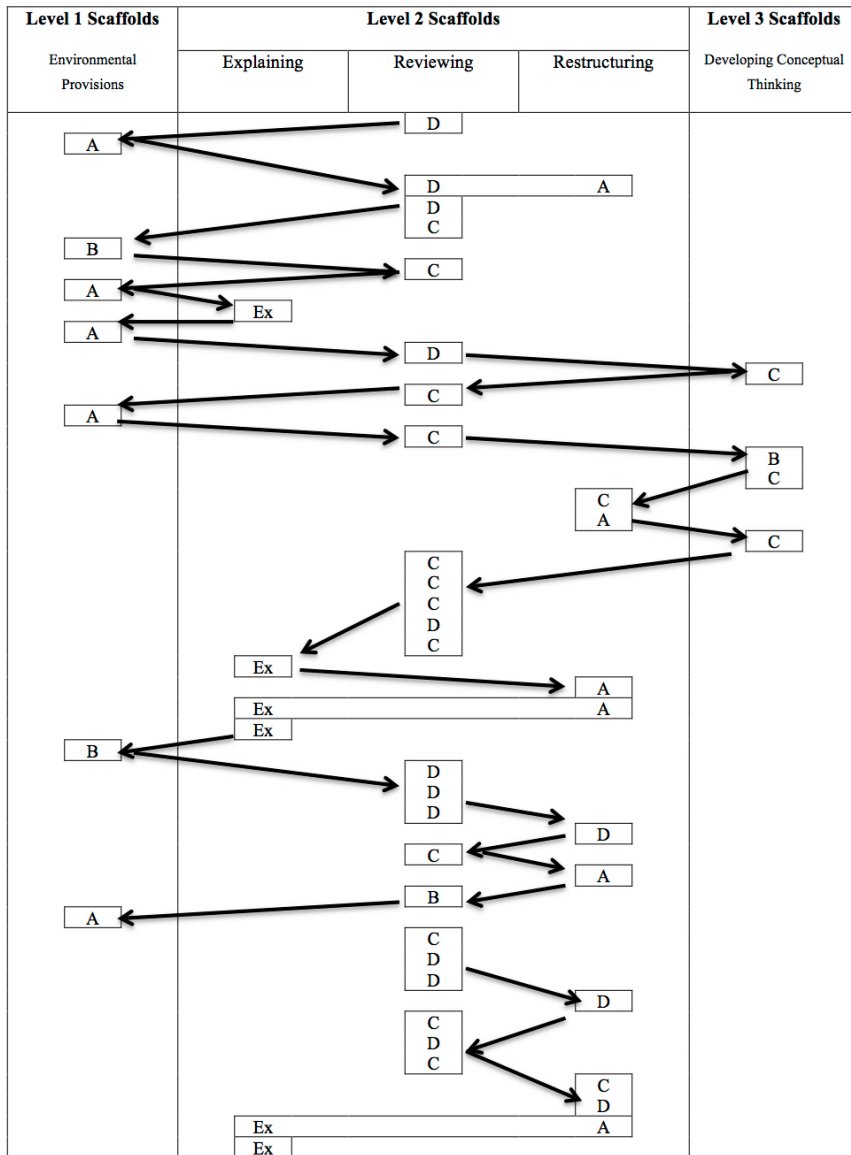 Level 1 Scaffolds Level 2 Scaffolds Level 3 Scaffolds
Environmental Provisions Explaining Reviewing Restructuring Developing Conceptual Thinking
D
A
D A
D
C
B
C
A
Ex
A
D
C
C
A
C
B
C
C
A
C
C
C
C
D
C
Ex
A
Ex A
Ex
B
D
D
D
D
C
A
B
A
C
D
D
D
C
D
C
C
D
Ex A
Ex